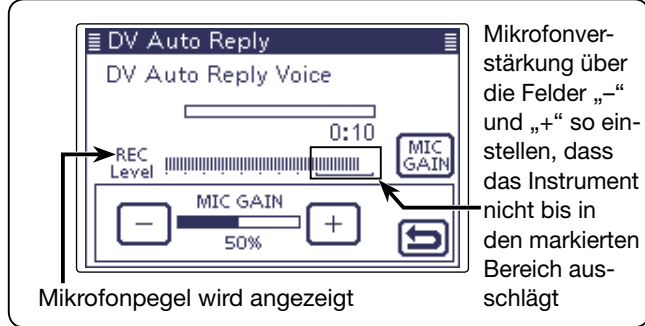 DV Auto Reply
DV Auto Reply Voice
0:10
REC
Level
MIC
GAIN
MIC GAIN
–
+
50%
Mikrofonpegel wird angezeigt
Mikrofonver-
stärkung über
die Felder „–“
und „+“ so ein-
stellen, dass
das Instrument
nicht bis in
den markierten
Bereich aus-
schlägt